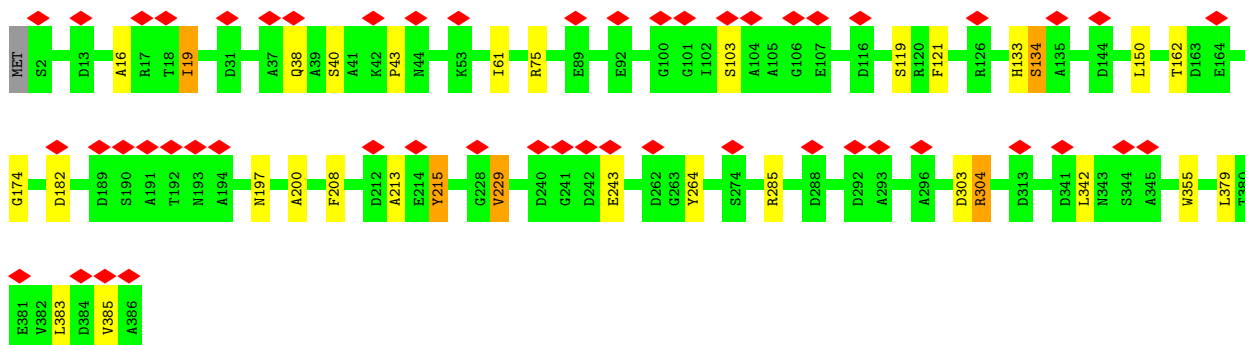 MET S2 D13 A16 R17 T18 I19 D31 A37 Q38 A39 S40 A41 K42 P43 N44 K53 I61 R75 E89 E92 G100 G101 I102 S103 A104 A105 G106 E107 D116 S119 R120 F121 R126 H133 S134 A135 D144 L150 T162 D163 E164
G174 D182 D189 S190 A191 T192 N193 A194 N197 A200 F208 D212 A213 E214 Y215 G228 V229 D240 G241 D242 E243 D262 G263 Y264 S274 R285 D288 D292 A293 A296 D303 R304 D313 D341 L342 N343 S344 A345 W355 L379 T380
E381 V382 L383 D384 V385 A386